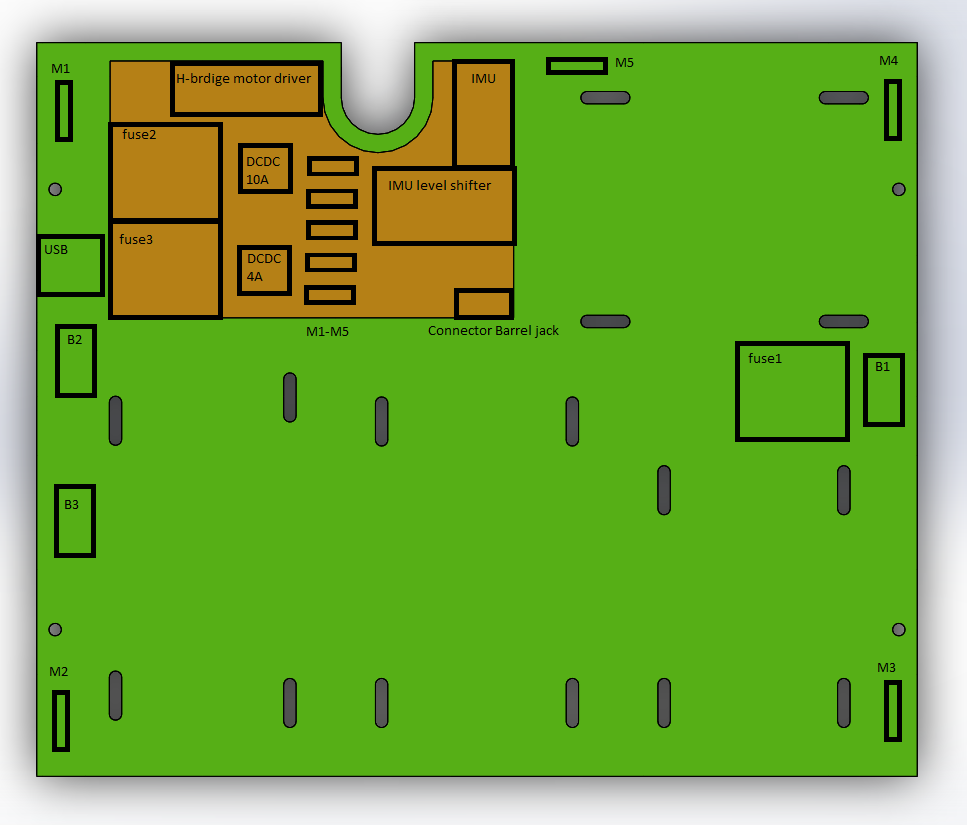 M1
H-brdige motor driver
IMU
M5
M4
fuse2
DCDC
10A
IMU level shifter
fuse3
USB
DCDC
4A
M1-M5
Connector Barrel jack
B2
fuse1
B1
B3
M2
M3